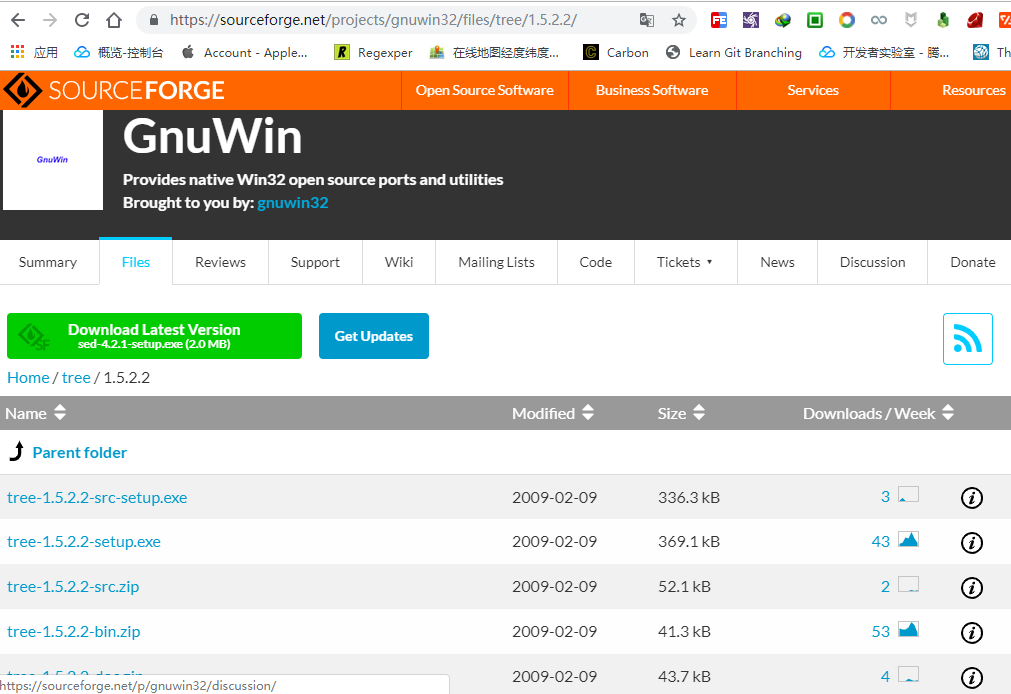 https://sourceforge.net/projects/gnuwin32/files/tree/1.5.2.2/
应用 概览-控制台 Account - Apple... Regexper 在线地图经度纬度... Carbon Learn Git Branching 开发者实验室 - 腾... Th
SOURCEFORGE Open Source Software Business Software Services Resources
GnuWin
GnuWin
Provides native Win32 open source ports and utilities
Brought to you by: gnuwin32
Summary Files Reviews Support Wiki Mailing Lists Code Tickets News Discussion Donate
Download Latest Version
sed-4.2.1-setup.exe (2.0 MB)
Get Updates
Home / tree / 1.5.2.2
Name Modified Size Downloads / Week
Parent folder
tree-1.5.2.2-src-setup.exe 2009-02-09 336.3 kB 3
tree-1.5.2.2-setup.exe 2009-02-09 369.1 kB 43
tree-1.5.2.2-src.zip 2009-02-09 52.1 kB 2
tree-1.5.2.2-bin.zip 2009-02-09 41.3 kB 53
2009-02-09 43.7 kB 4
https://sourceforge.net/p/gnuwin32/discussion/